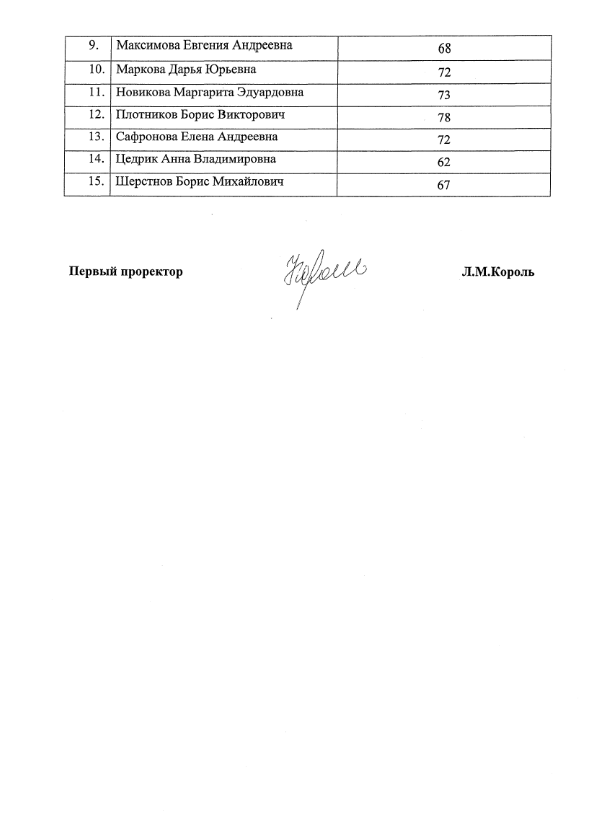 9. Максимова Евгения Андреевна 68
10. Маркова Дарья Юрьевна 72
11. Новикова Маргарита Эдуардовна 73
12. Плотников Борис Викторович 78
13. Сафронова Елена Андреевна 72
14. Цедрик Анна Владимировна 62
15. Шерстнов Борис Михайлович 67
Первый проректор Л.М.Король